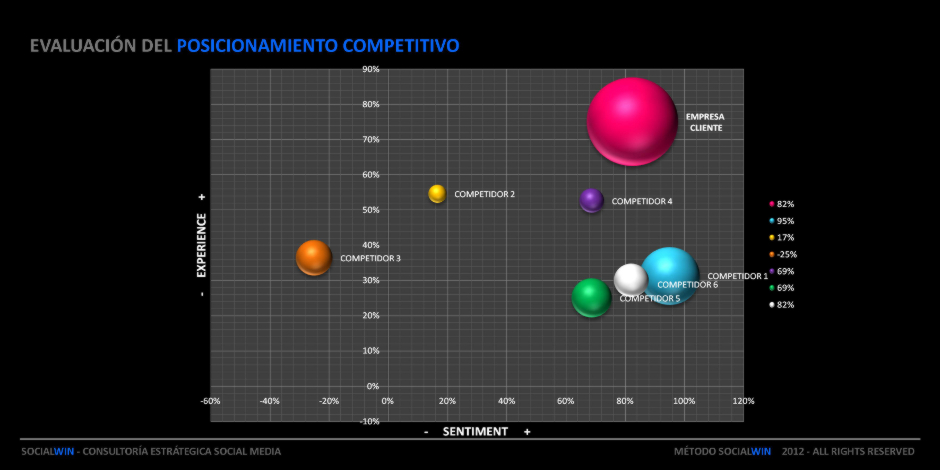 EVALUACIÓN DEL POSICIONAMIENTO COMPETITIVO
90%
80%
70%
60%
50%
40%
30%
20%
10%
0%
-10%
-60%
-40%
-20%
0%
20%
40%
60%
80%
100%
120%
- EXPERIENCE +
- SENTIMENT +
EMPRESA
CLIENTE
COMPETIDOR 2
COMPETIDOR 4
COMPETIDOR 3
COMPETIDOR 1
COMPETIDOR 6
COMPETIDOR 5
82%
95%
17%
-25%
69%
69%
82%
SOCIALWIN - CONSULTORÍA ESTRÁTEGICA SOCIAL MEDIA
MÉTODO SOCIALWIN 2012 - ALL RIGHTS RESERVED